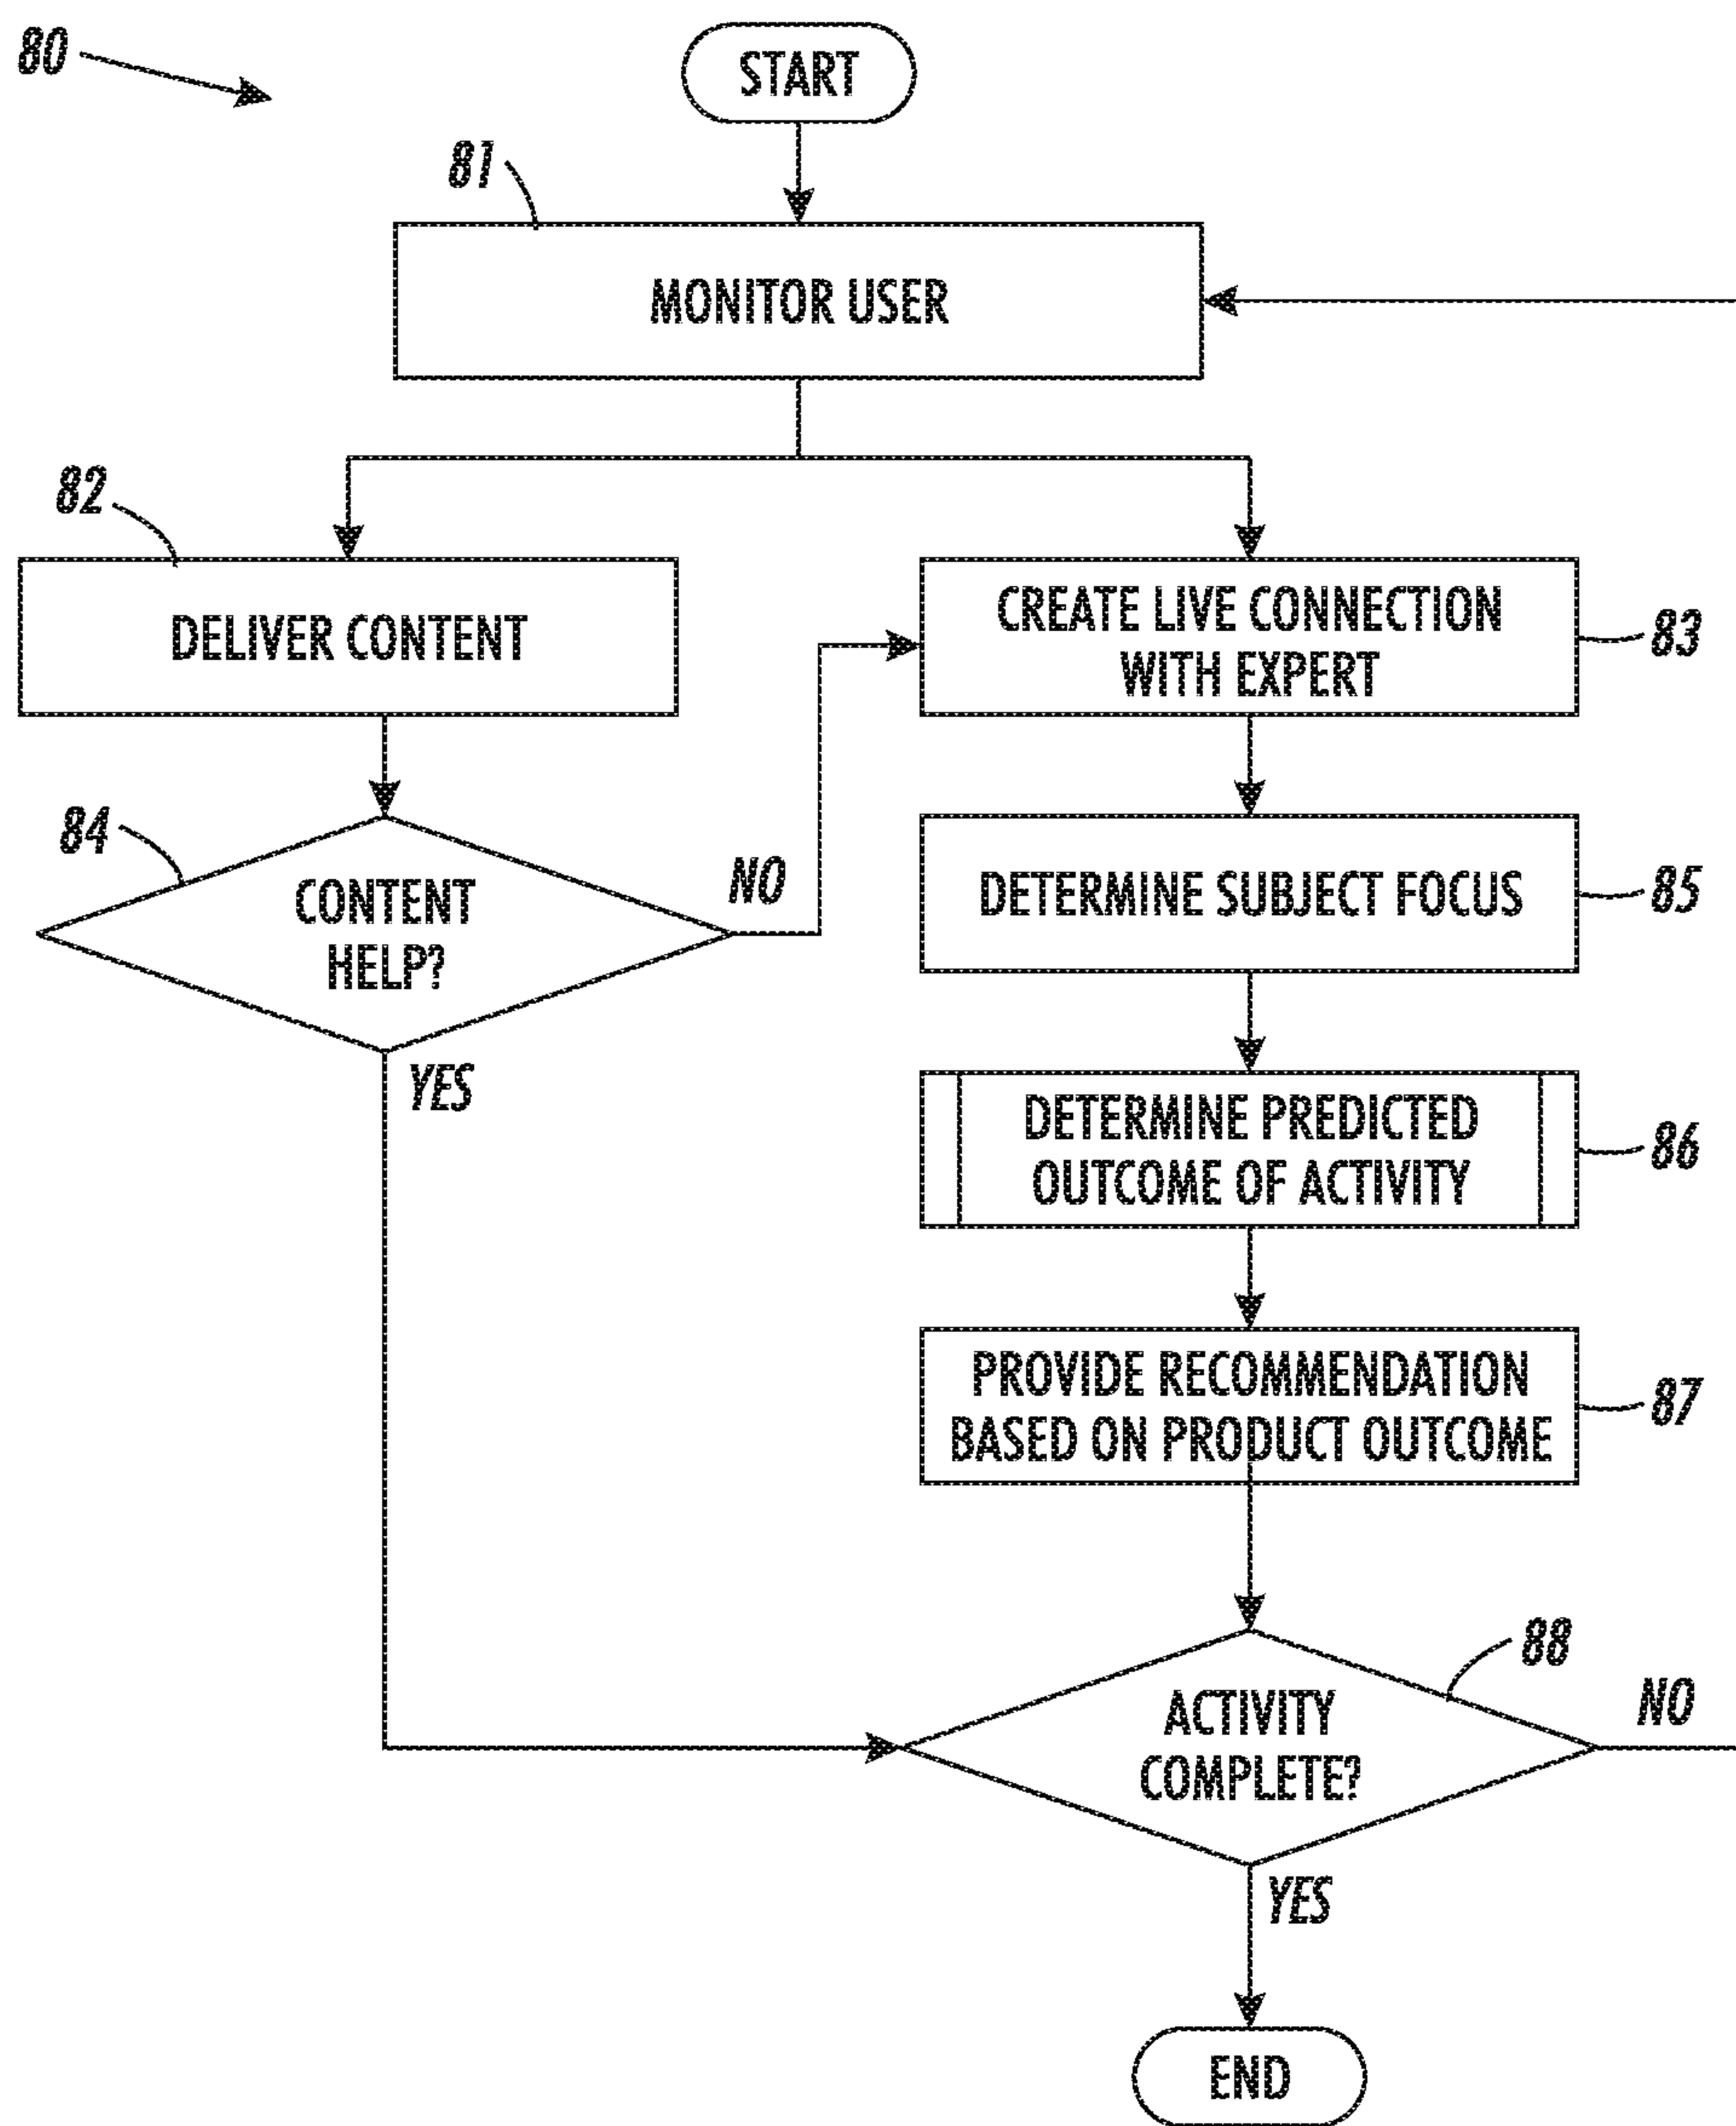 80
START
81
MONITOR USER
82
DELIVER CONTENT
CREATE LIVE CONNECTION
WITH EXPERT
83
84
CONTENT
HELP?
NO
YES
DETERMINE SUBJECT FOCUS
85
DETERMINE PREDICTED
OUTCOME OF ACTIVITY
86
PROVIDE RECOMMENDATION
BASED ON PRODUCT OUTCOME
87
88
ACTIVITY
COMPLETE?
NO
YES
END